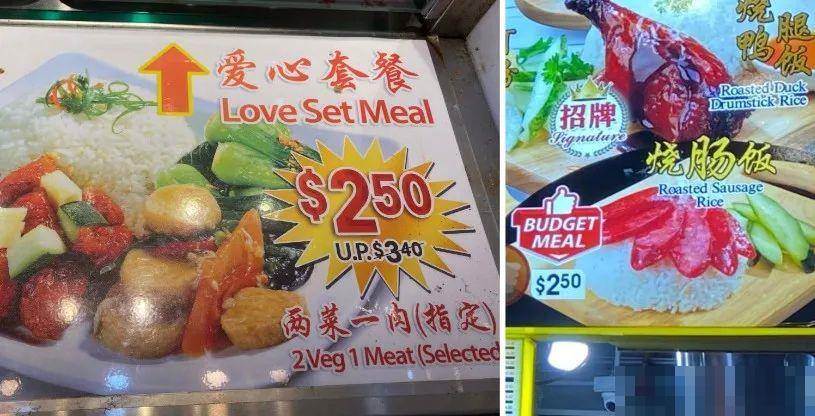 爱心套餐
Love Set Meal
$2.50
U.P.$3.40
两菜一肉(指定)
2 Veg 1 Meat (Selected
烧鸭腿饭
Roasted Duck
Drumstick Rice
招牌
Signature
烧肠饭
Roasted Sausage
Rice
BUDGET
MEAL
$2.50